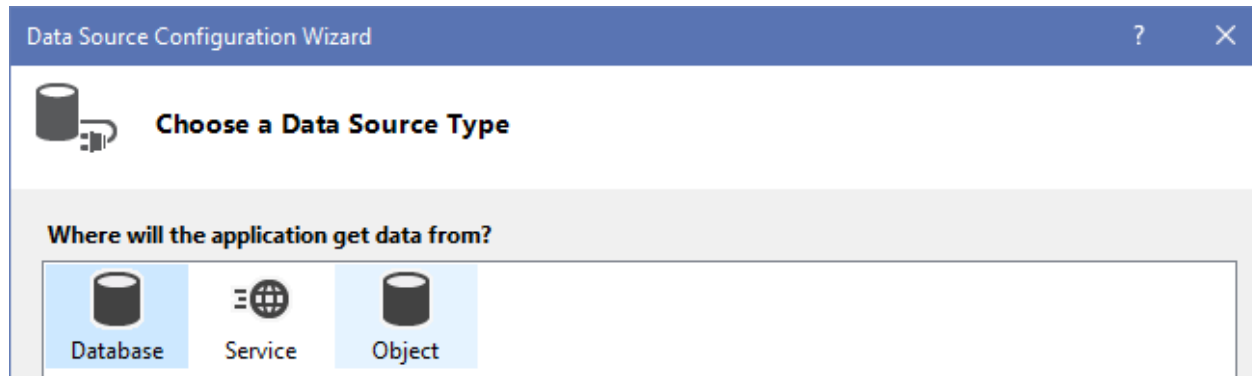 Data Source Configuration Wizard ?
Choose a Data Source Type
Where will the application get data from?
Database Service Object